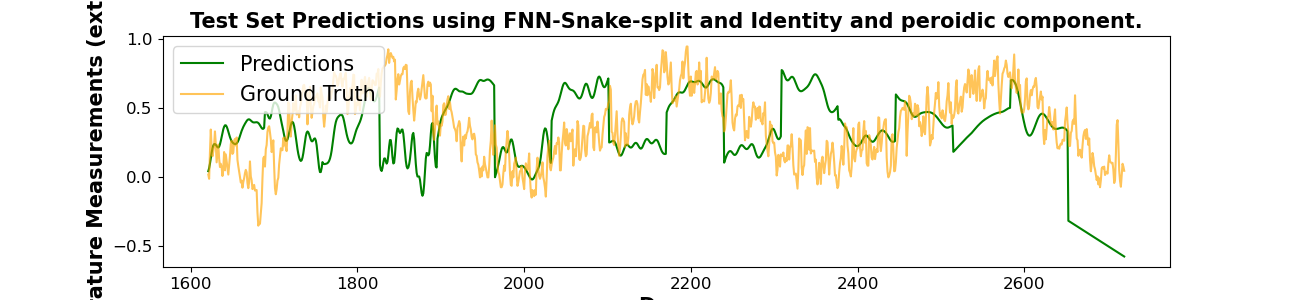 Test Set Predictions using FNN-Snake-split and Identity and peroidic component.
Measurements
1.0
0.5
0.0
−0.5
Predictions
Ground Truth
1600
1800
2000
2200
2400
2600